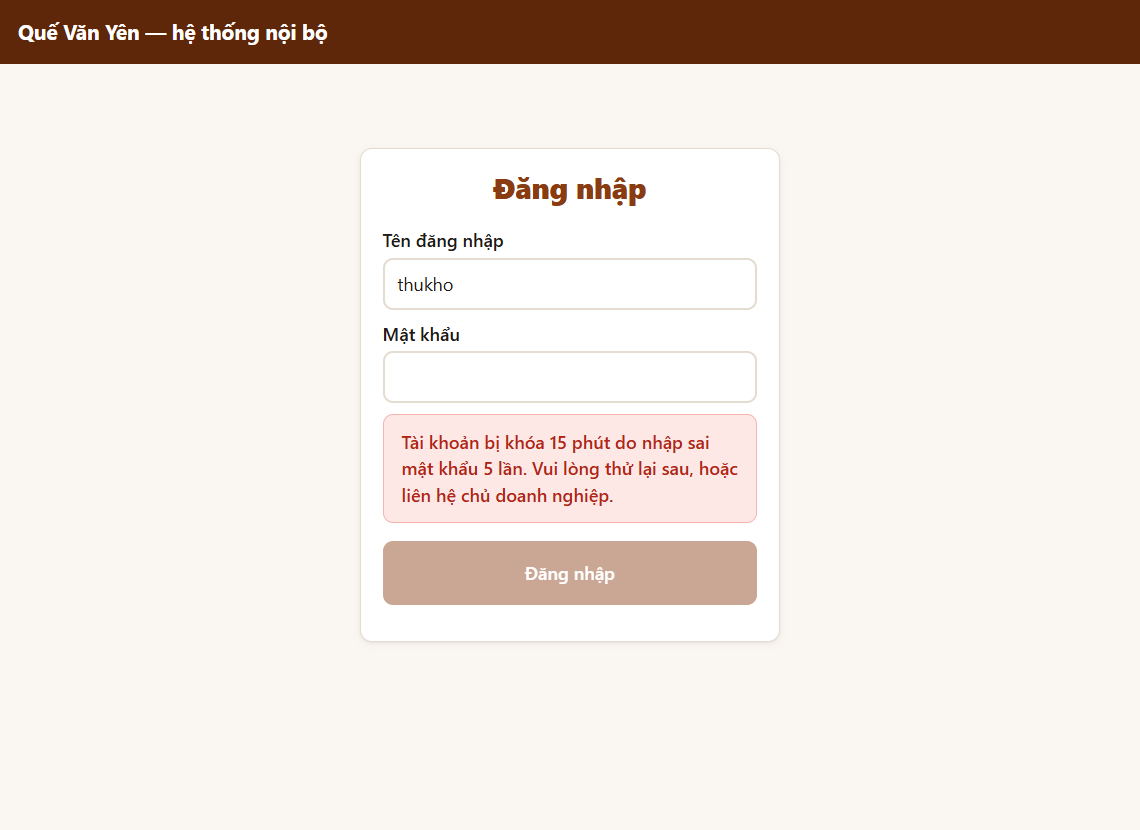 Quế Văn Yên — hệ thống nội bộ
Đăng nhập
Tên đăng nhập
thukho
Mật khẩu
Tài khoản bị khóa 15 phút do nhập sai
mật khẩu 5 lần. Vui lòng thử lại sau, hoặc
liên hệ chủ doanh nghiệp.
Đăng nhập